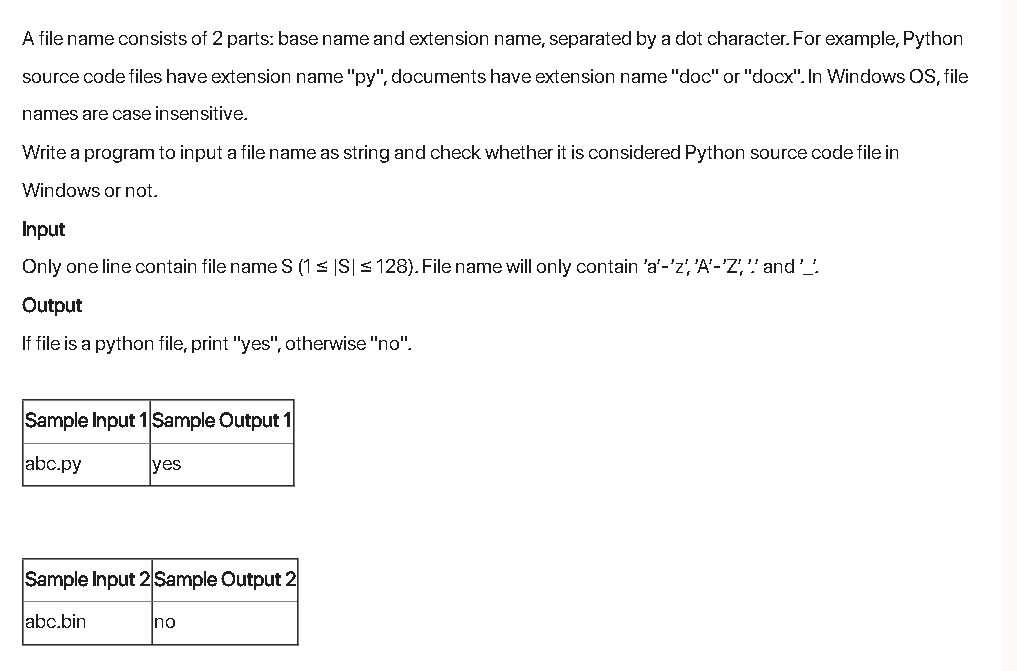 A file name consists of 2 parts: base name and extension name, separated by a dot character. For example, Python
source code files have extension name "py", documents have extension name "doc" or "docx". In Windows OS, file
names are case insensitive.
Write a program to input a file name as string and check whether it is considered Python source code file in
Windows or not.
Input
Only one line contain file name S (1 ≤ |S| ≤ 128). File name will only contain 'a'-'z', 'A'-'Z', '.' and '_'.
Output
If file is a python file, print "yes", otherwise "no".
Sample Input 1 Sample Output 1
abc.py yes
Sample Input 2 Sample Output 2
abc.bin no